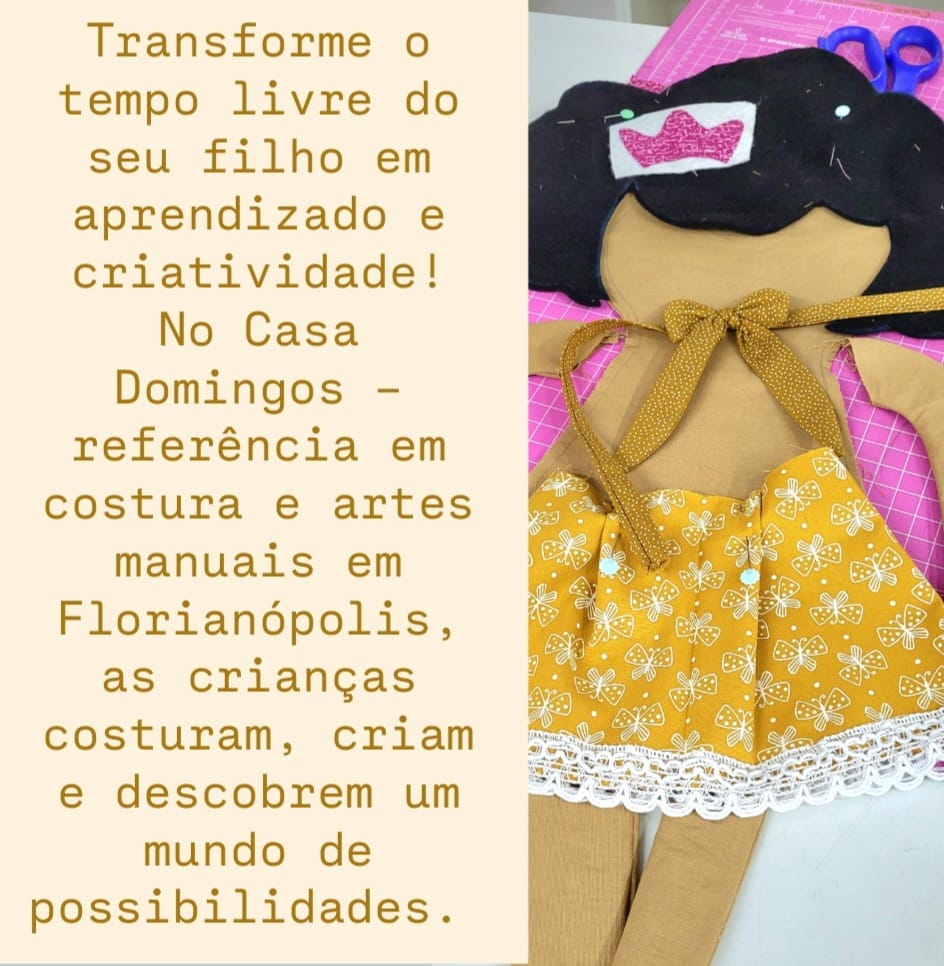 Transforme o
tempo livre do
seu filho em
aprendizado e
criatividade!
No Casa
Domingos –
referência em
costura e artes
manuais em
Florianópolis,
as crianças
costuram, criam
e descobrem um
mundo de
possibilidades.